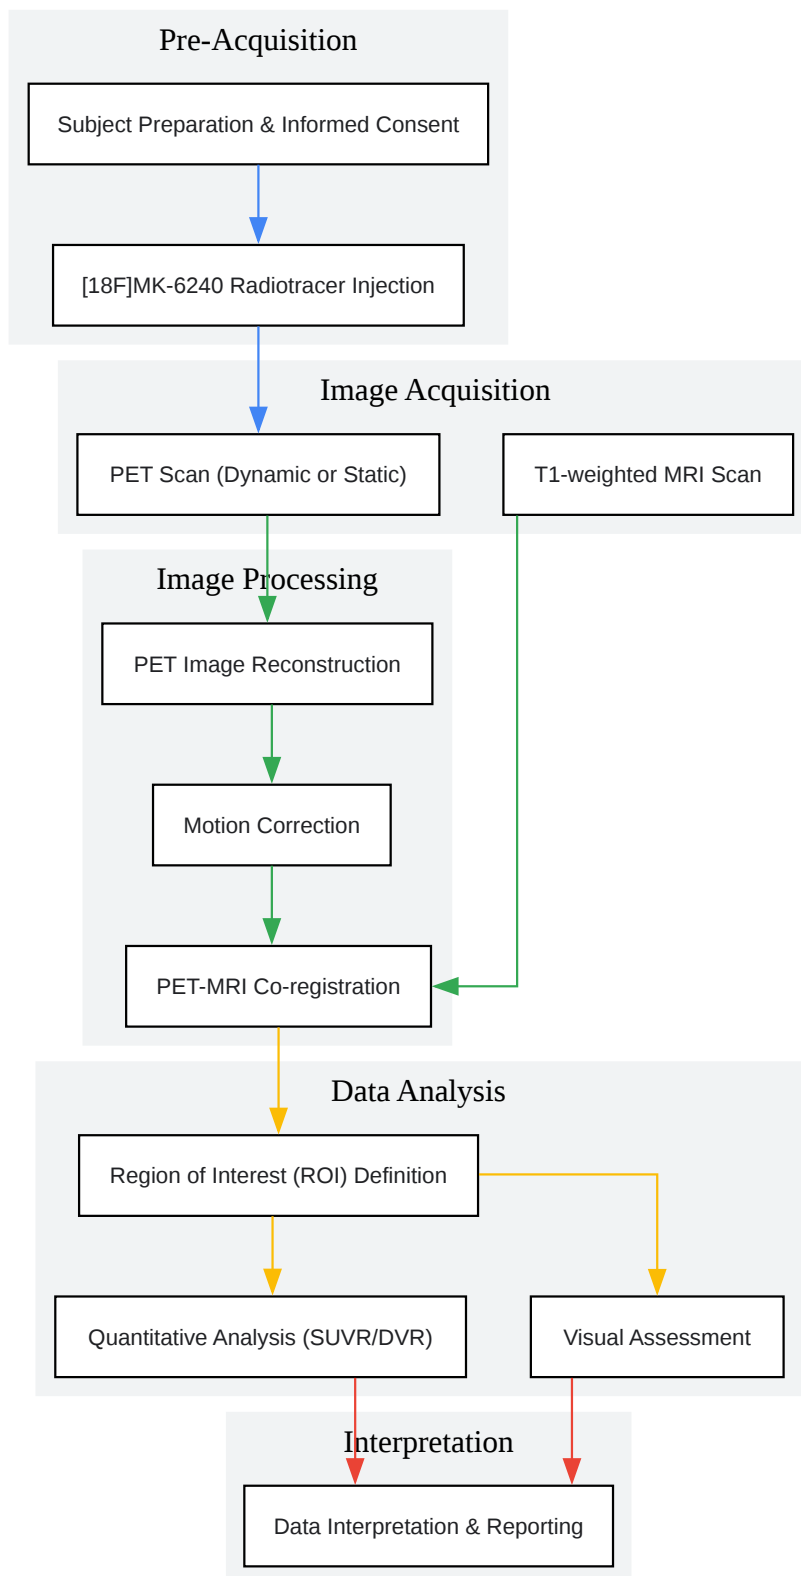 Pre-Acquisition
Subject Preparation & Informed Consent
[18F]MK-6240 Radiotracer Injection
Image Acquisition
PET Scan (Dynamic or Static)
T1-weighted MRI Scan
Image Processing
PET Image Reconstruction
Motion Correction
PET-MRI Co-registration
Data Analysis
Region of Interest (ROI) Definition
Quantitative Analysis (SUVR/DVR)
Visual Assessment
Interpretation
Data Interpretation & Reporting